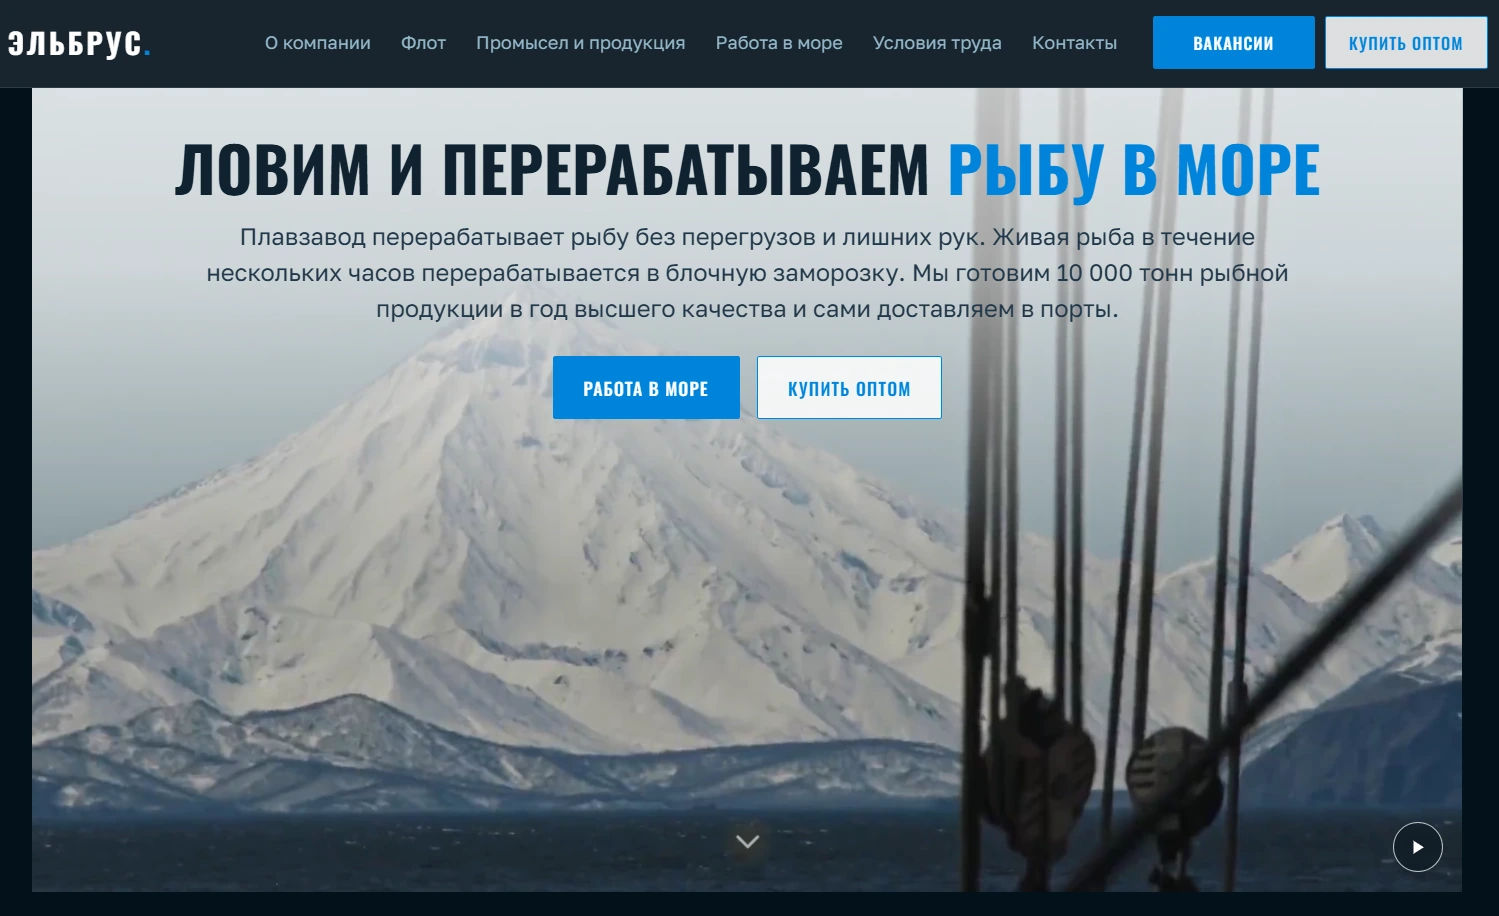 ЭЛЬБРУС.
О компании Флот Промысел и продукция Работа в море Условия труда Контакты ВАКАНСИИ КУПИТЬ ОПТОМ
ЛОВИМ И ПЕРЕРАБАТЫВАЕМ РЫБУ В МОРЕ
Плавзавод перерабатывает рыбу без перегрузов и лишних рук. Живая рыба в течение
нескольких часов перерабатывается в блочную заморозку. Мы готовим 10 000 тонн рыбной
продукции в год высшего качества и сами доставляем в порты.
РАБОТА В МОРЕ КУПИТЬ ОПТОМ